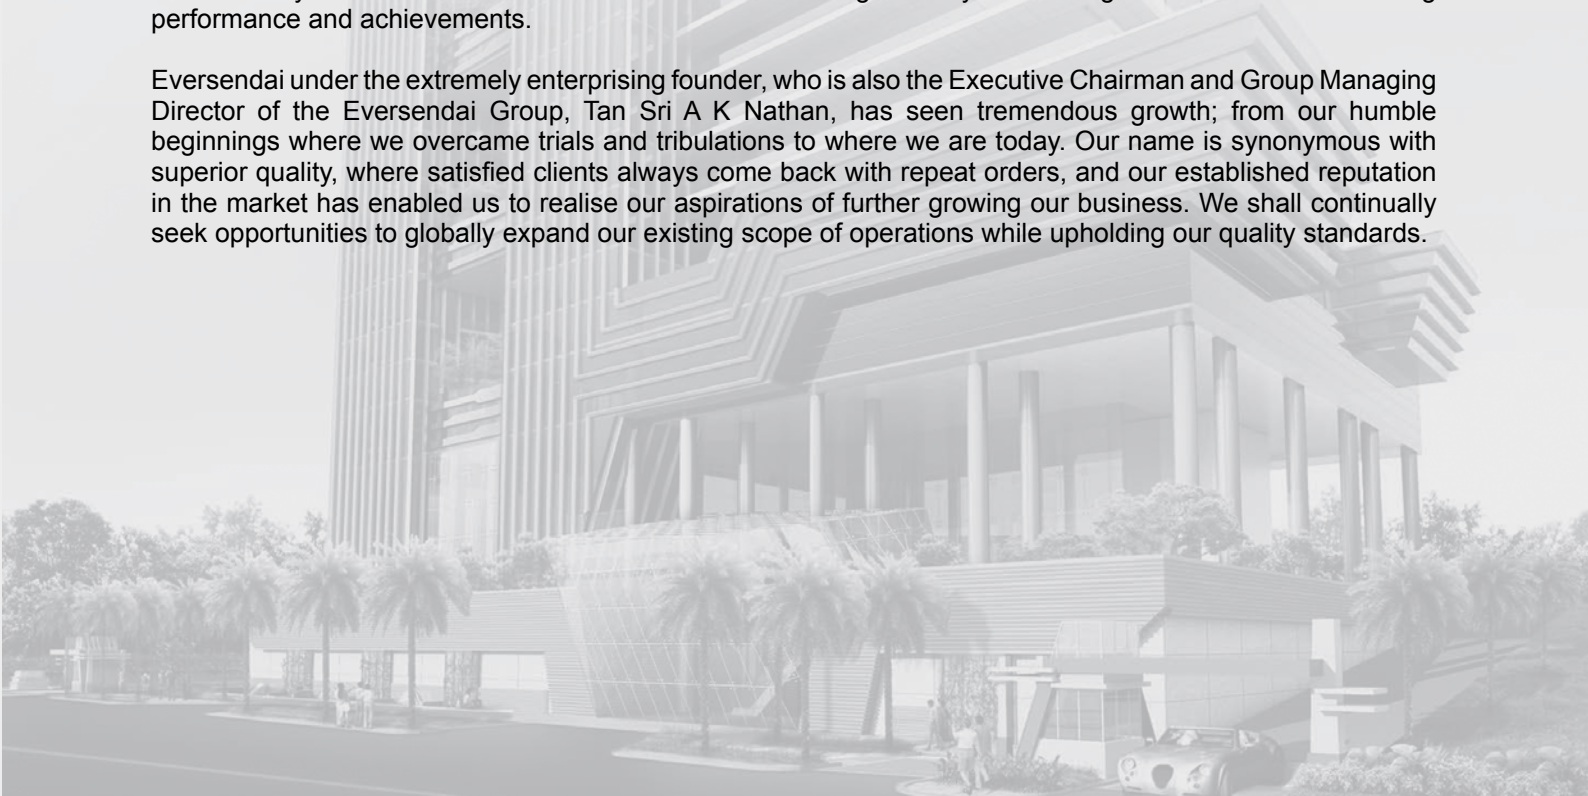 performance and achievements.
Eversendai under the extremely enterprising founder, who is also the Executive Chairman and Group Managing
Director of the Eversendai Group, Tan Sri A K Nathan, has seen tremendous growth; from our humble
beginnings where we overcame trials and tribulations to where we are today. Our name is synonymous with
superior quality, where satisfied clients always come back with repeat orders, and our established reputation
in the market has enabled us to realise our aspirations of further growing our business. We shall continually
seek opportunities to globally expand our existing scope of operations while upholding our quality standards.